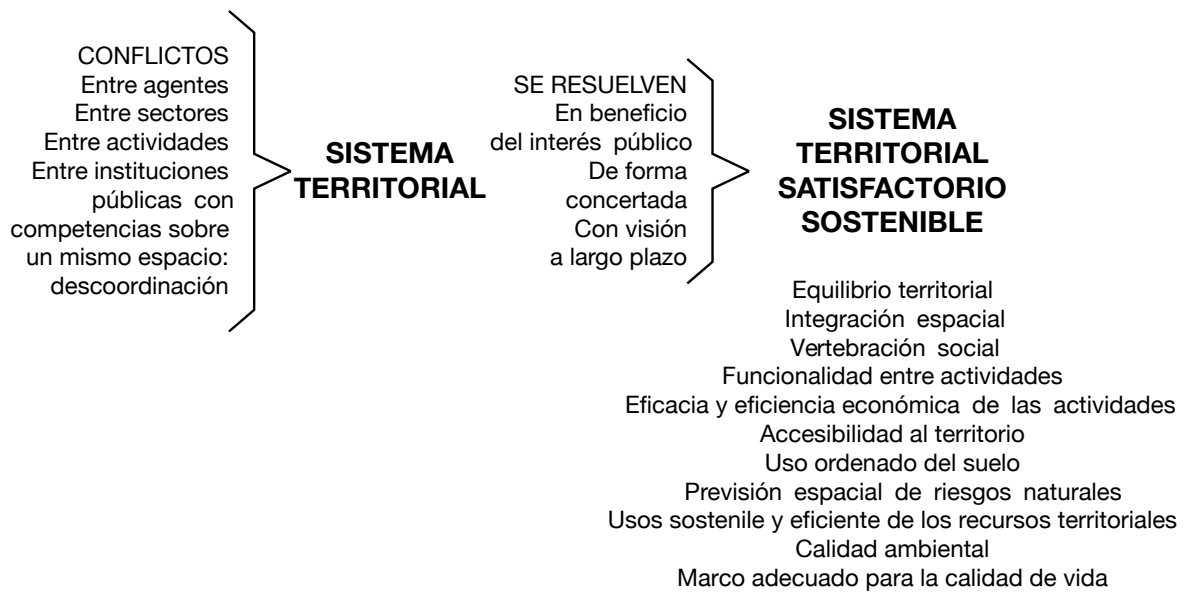 CONFLICTOS
Entre agentes
Entre sectores
Entre actividades
Entre instituciones
públicas con
competencias sobre
un mismo espacio:
descoordinación
SISTEMA
TERRITORIAL
SE RESUELVEN
En beneficio
del interés público
De forma
concertada
Con visión
a largo plazo
SISTEMA
TERRITORIAL
SATISFACTORIO
SOSTENIBLE
Equilibrio territorial
Integración espacial
Vertebración social
Funcionalidad entre actividades
Eficacia y eficiencia económica de las actividades
Accesibilidad al territorio
Uso ordenado del suelo
Previsión espacial de riesgos naturales
Usos sostenile y eficiente de los recursos territoriales
Calidad ambiental
Marco adecuado para la calidad de vida